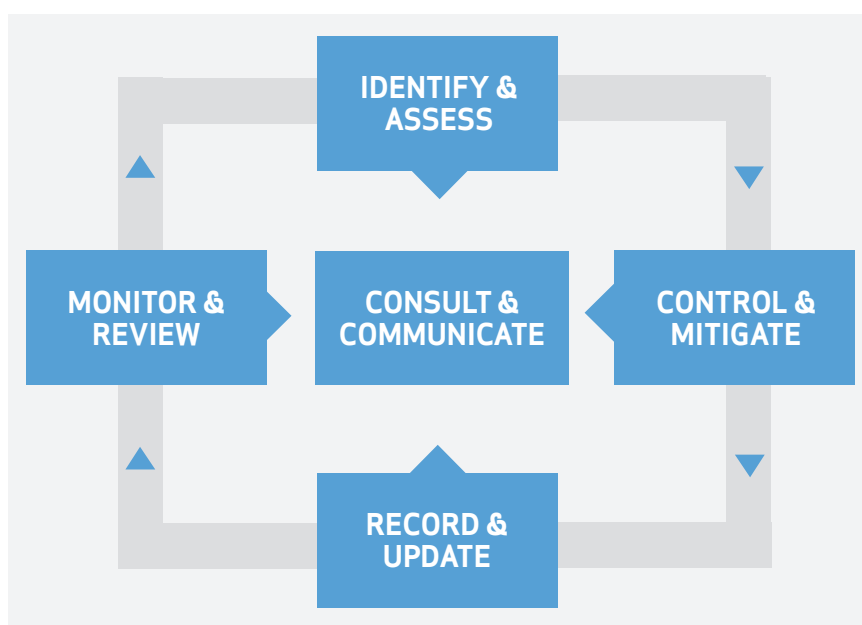 IDENTIFY &
ASSESS
MONITOR &
REVIEW
CONSULT &
COMMUNICATE
CONTROL &
MITIGATE
RECORD &
UPDATE